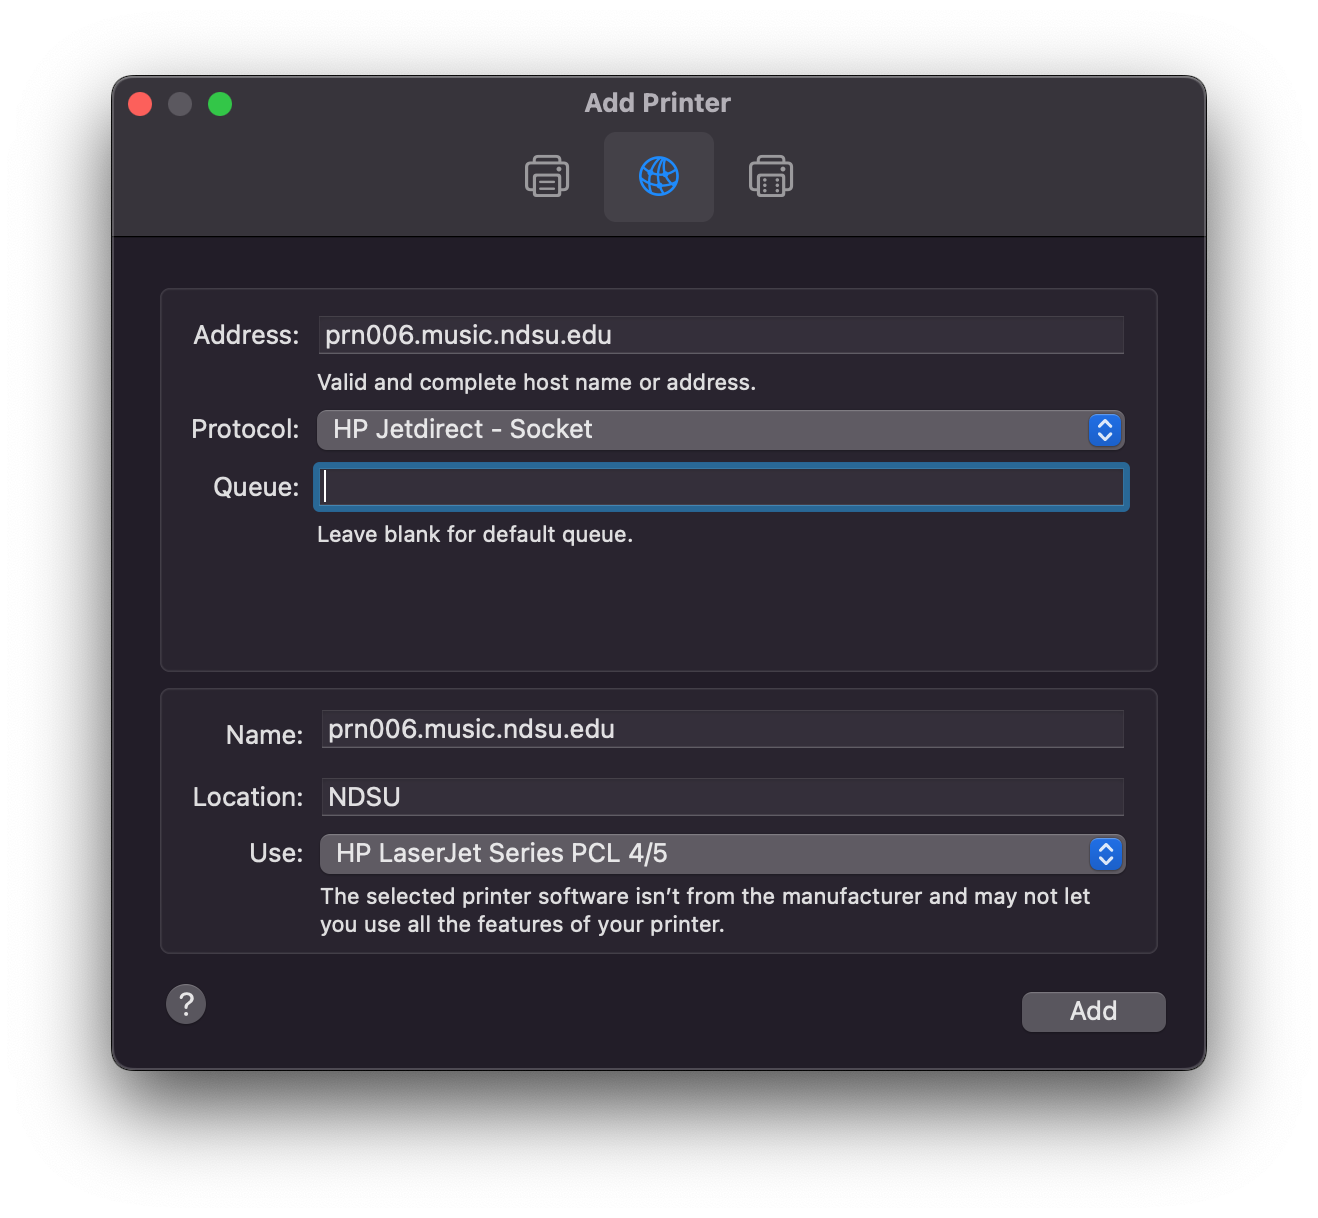 Add Printer
Address: prn006.music.ndsu.edu
Valid and complete host name or address.
Protocol: HP Jetdirect - Socket
Queue:
Leave blank for default queue.
Name: prn006.music.ndsu.edu
Location: NDSU
Use: HP LaserJet Series PCL 4/5
The selected printer software isn’t from the manufacturer and may not let
you use all the features of your printer.
?
Add